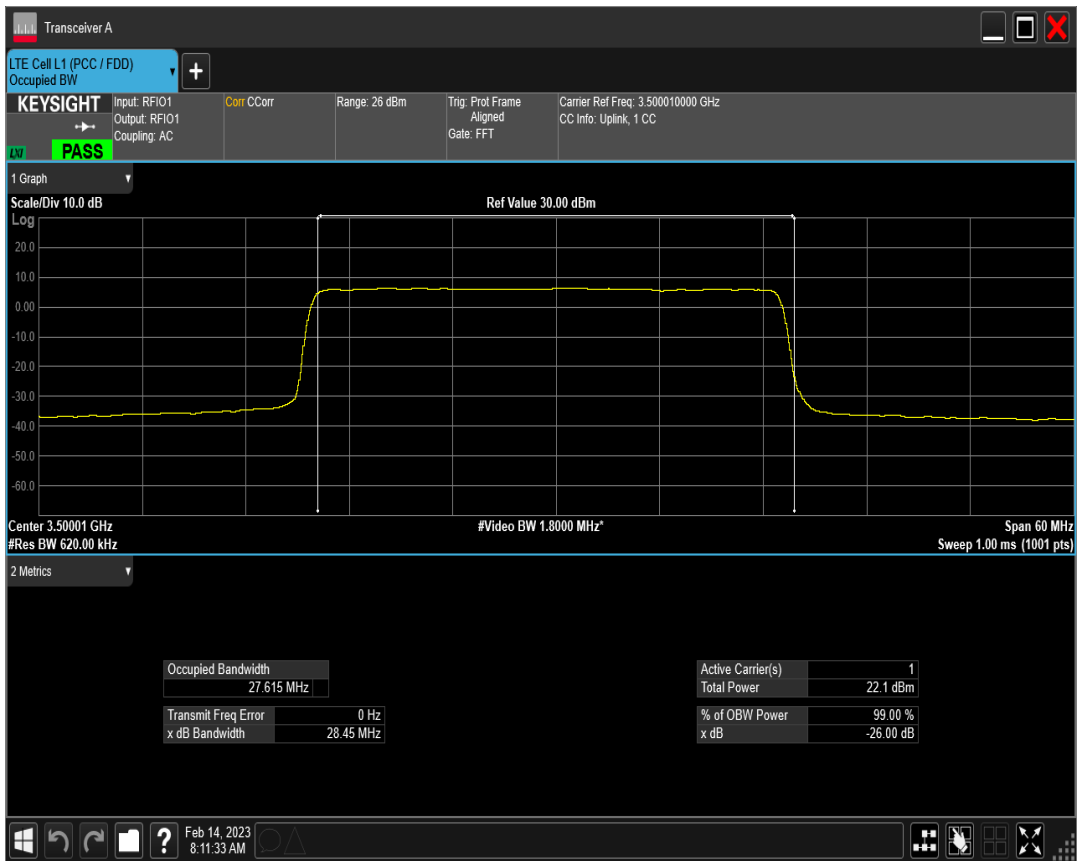 Transceiver A
LTE Cell L1 (PCC / FDD)
Occupied BW
+
KEYSIGHT
LXI
PASS
Input: RFIO1
Output: RFIO1
Coupling: AC
Corr CCorr
Range: 26 dBm
Trig: Prot Frame
Aligned
Gate: FFT
Carrier Ref Freq: 3.500010000 GHz
CC Info: Uplink, 1 CC
1 Graph
Scale/Div 10.0 dB
Ref Value 30.00 dBm
Log
20.0
10.0
0.00
-10.0
-20.0
-30.0
-40.0
-50.0
-60.0
Center 3.50001 GHz
#Video BW 1.8000 MHz*
Span 60 MHz
#Res BW 620.00 kHz
Sweep 1.00 ms (1001 pts)
2 Metrics
Occupied Bandwidth
27.615 MHz
Transmit Freq Error 0 Hz
x dB Bandwidth 28.45 MHz
Active Carrier(s) 1
Total Power 22.1 dBm
% of OBW Power 99.00 %
x dB -26.00 dB
?
Feb 14, 2023
8:11:33 AM